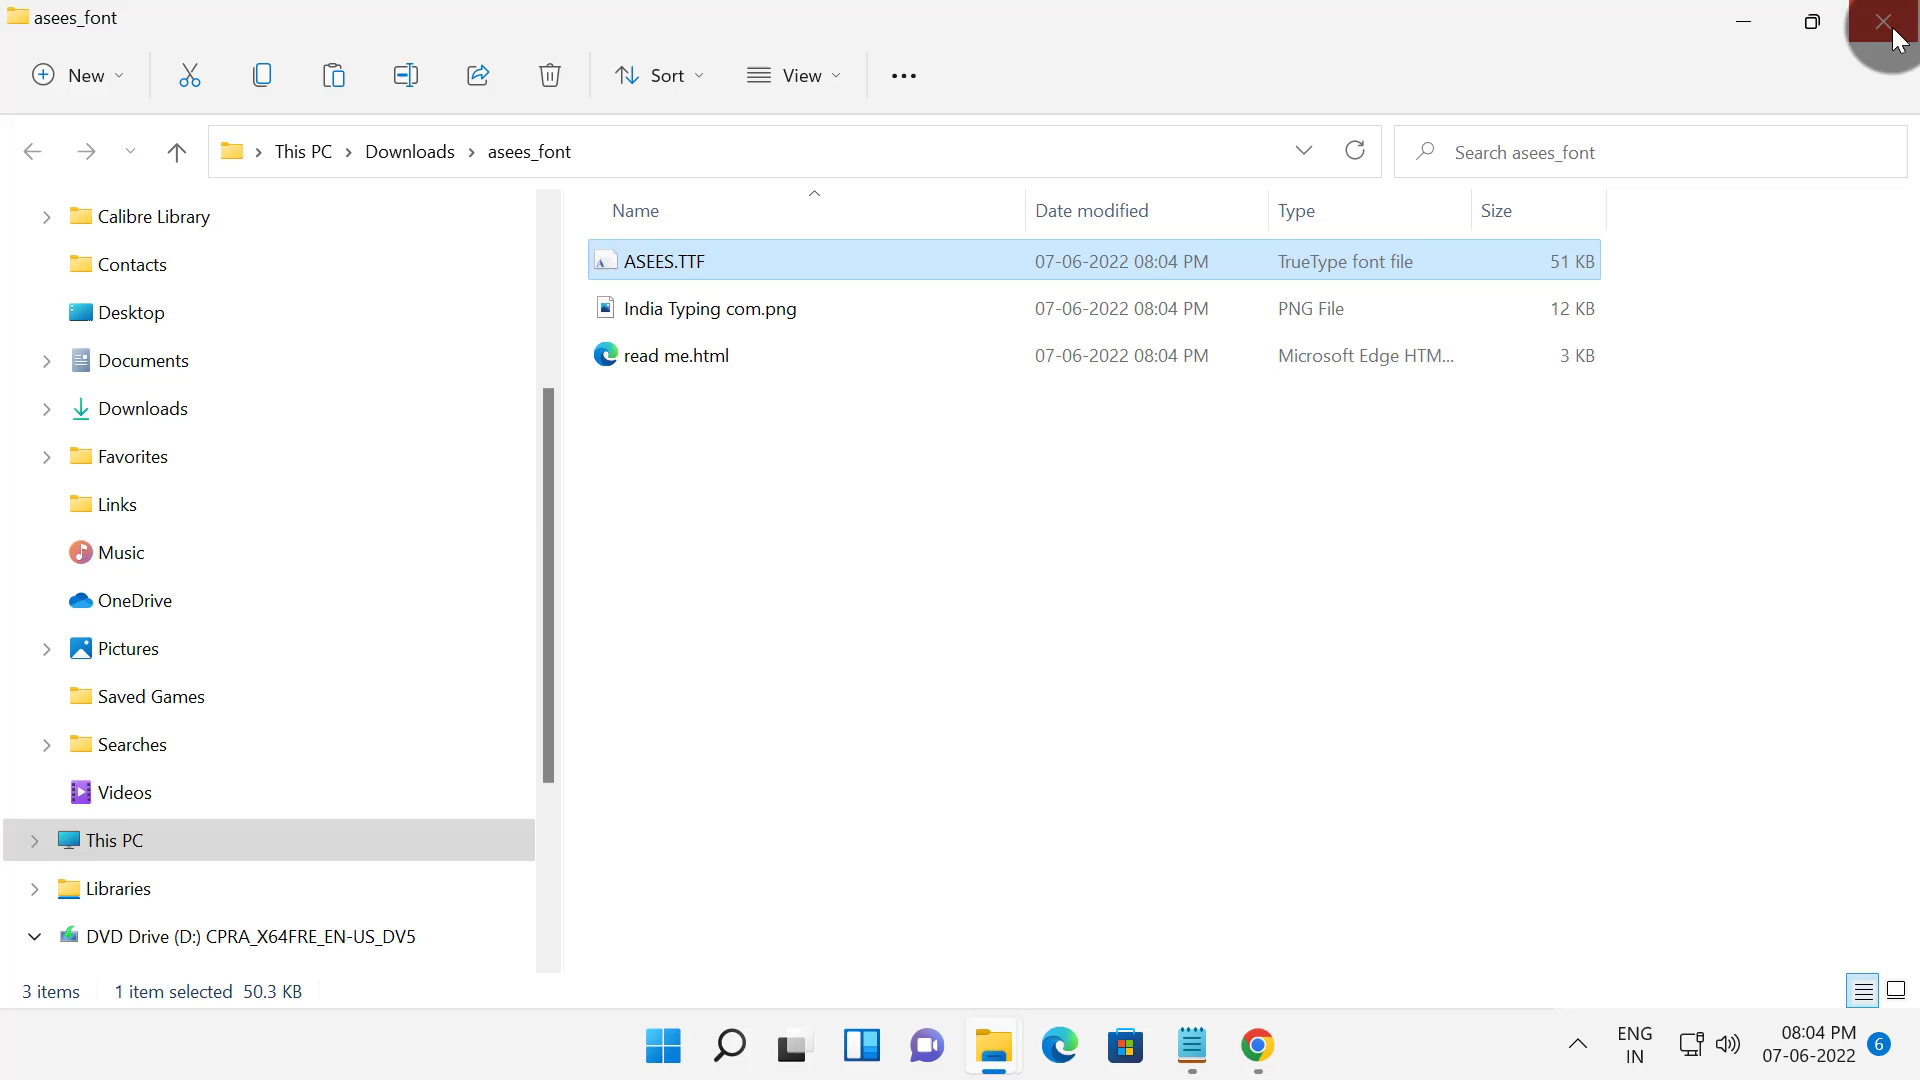 asees_font
New
Sort
View
This PC
Downloads
asees_font
Search asees_font
Calibre Library
Contacts
Desktop
Documents
Downloads
Favorites
Links
Music
OneDrive
Pictures
Saved Games
Searches
Videos
This PC
Libraries
DVD Drive (D:) CPRA_X64FRE_EN-US_DV5
Name Date modified Type Size
ASEES.TTF 07-06-2022 08:04 PM TrueType font file 51 KB
India Typing com.png 07-06-2022 08:04 PM PNG File 12 KB
read me.html 07-06-2022 08:04 PM Microsoft Edge HTM... 3 KB
3 items 1 item selected 50.3 KB
ENG
IN
08:04 PM
07-06-2022
6